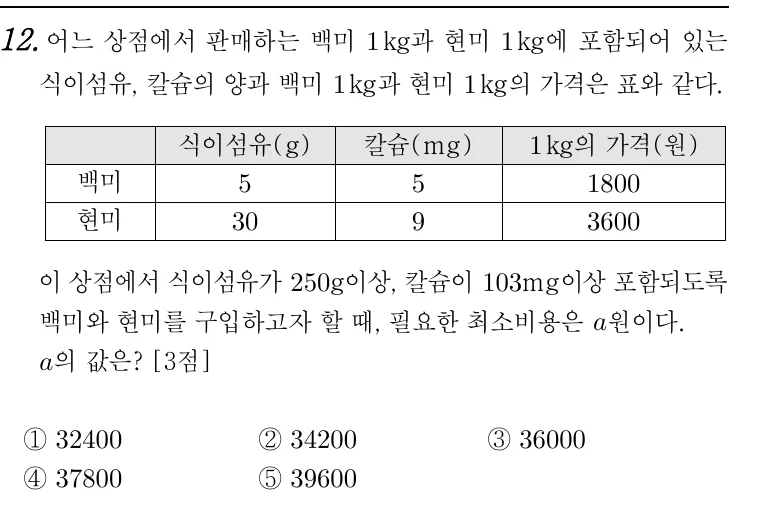 12. 어느 상점에서 판매하는 백미 1kg과 현미 1kg에 포함되어 있는
식이섬유, 칼슘의 양과 백미 1kg과 현미 1kg의 가격은 표와 같다.
식이섬유(g) 칼슘(mg) 1kg의 가격(원)
백미 5 5 1800
현미 30 9 3600
이 상점에서 식이섬유가 250g이상, 칼슘이 103mg이상 포함되도록
백미와 현미를 구입하고자 할 때, 필요한 최소비용은 a원이다.
a의 값은? [3점]
① 32400 ② 34200 ③ 36000
④ 37800 ⑤ 39600